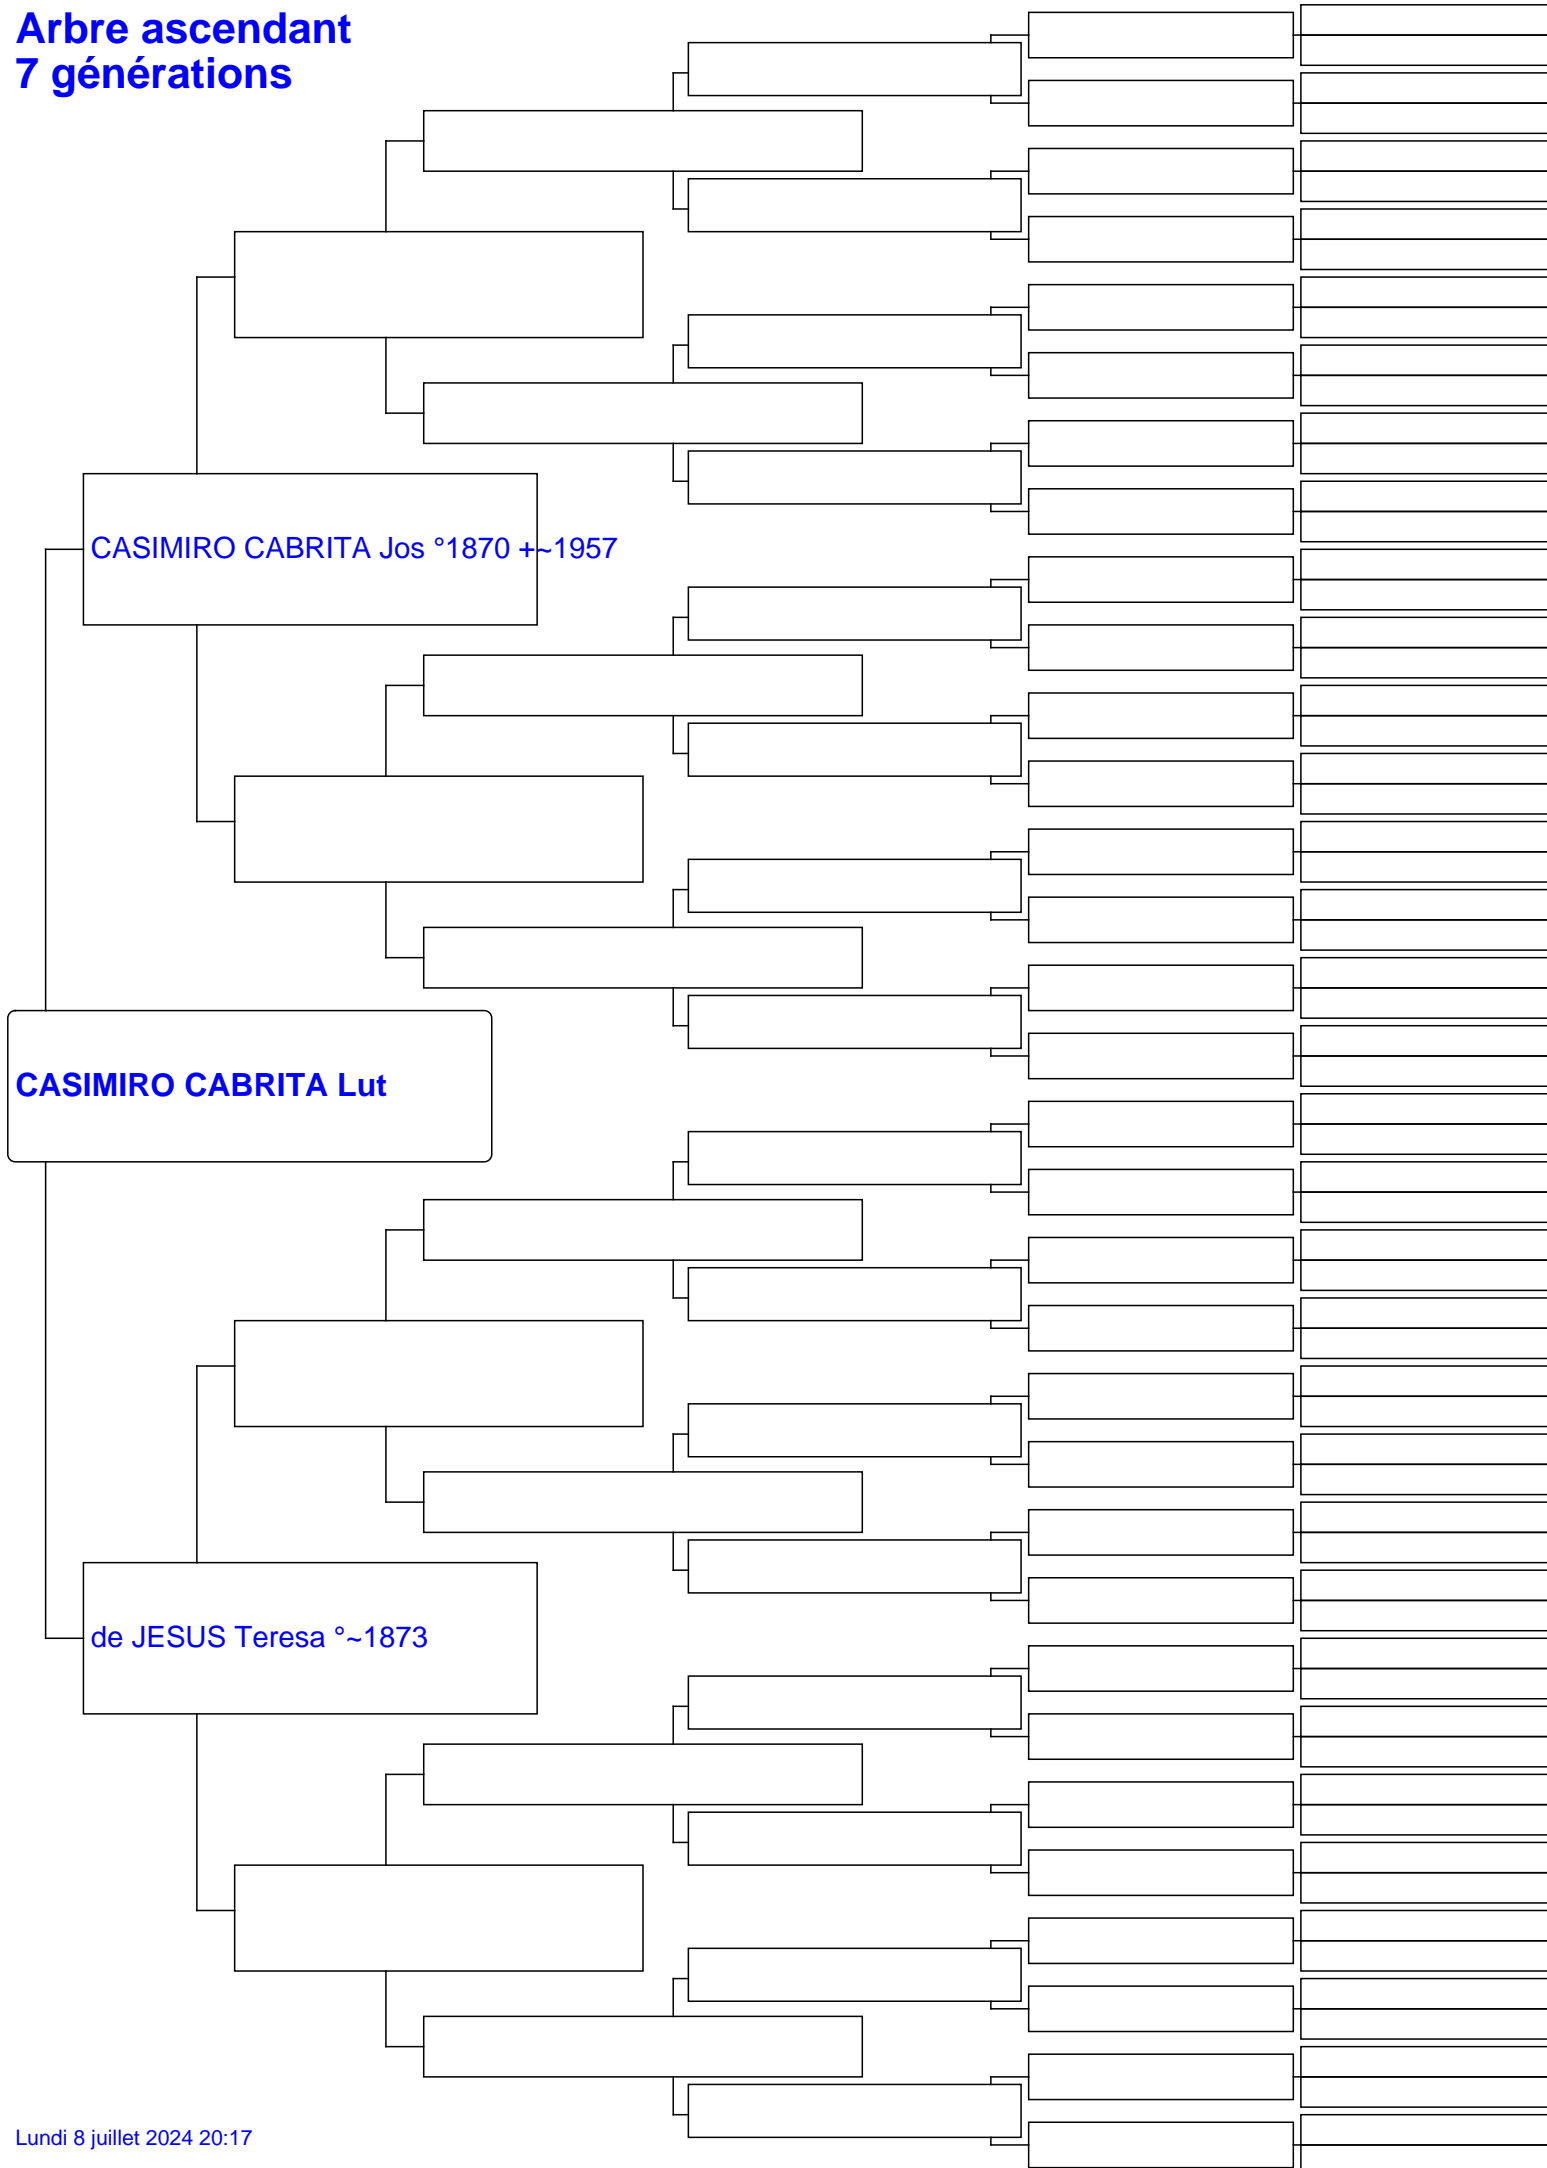 Arbre ascendant
7 générations
CASIMIRO CABRITA Jos °1870 +~1957
CASIMIRO CABRITA Lut
de JESUS Teresa °~1873
Lundi 8 juillet 2024 20:17